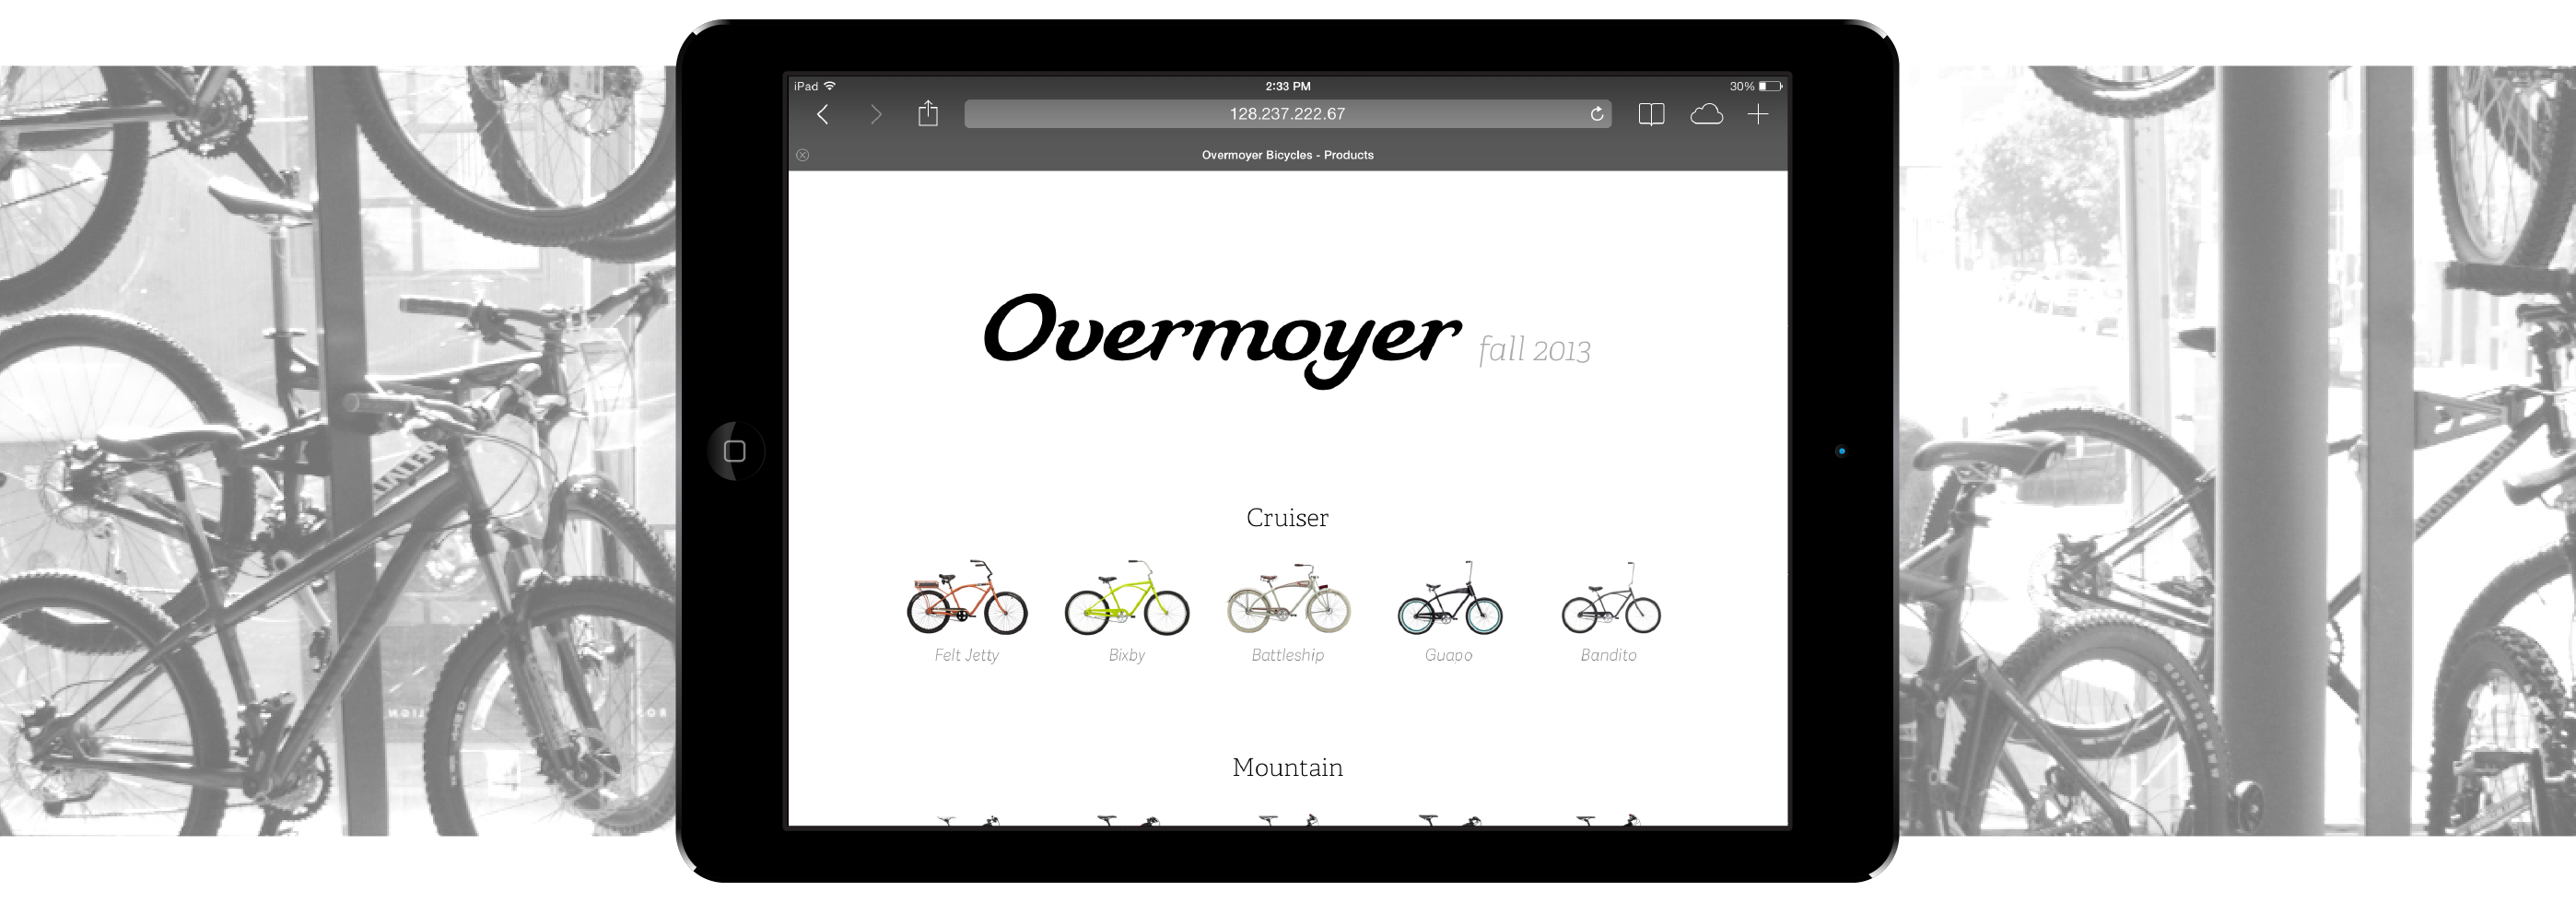 iPad
2:33 PM
30%
128.237.222.67
Overmoyer Bicycles - Products
Overmoyer fall 2013
Cruiser
Felt Jetty
Bixby
Battleship
Guapo
Bandito
Mountain